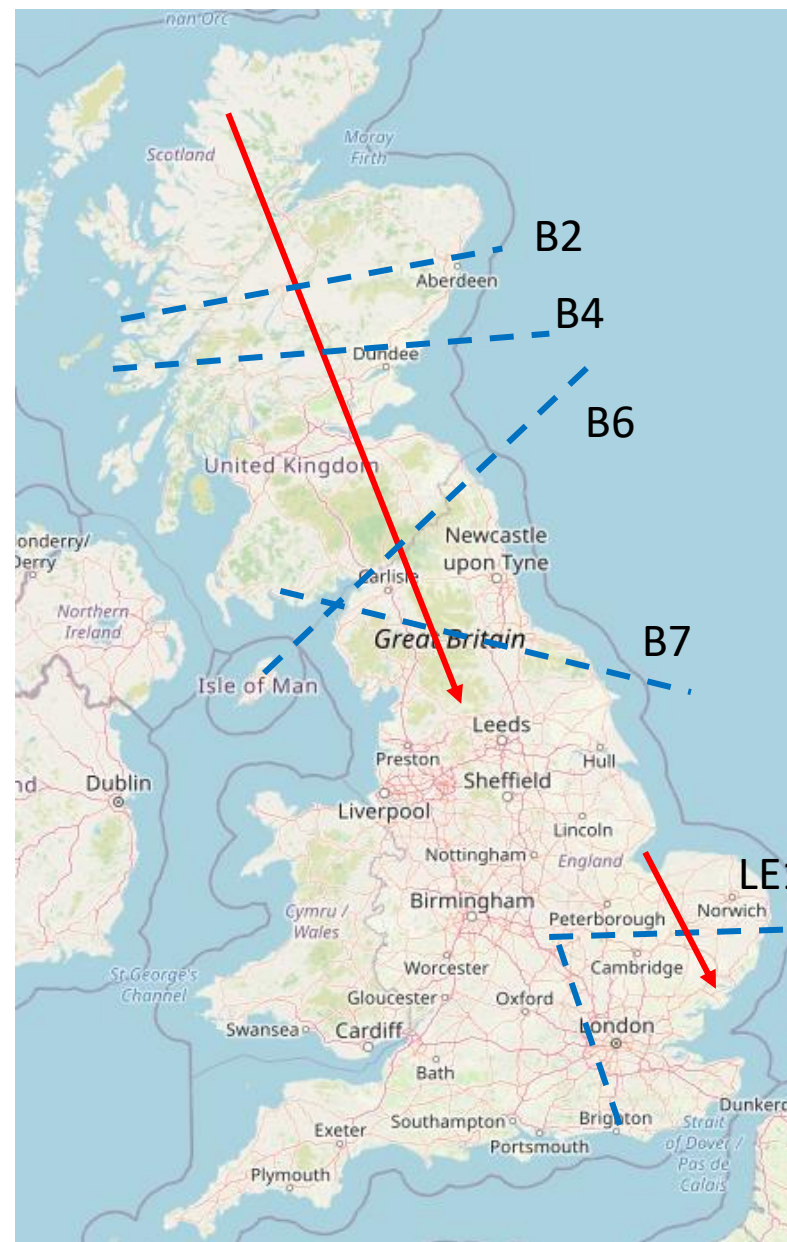 nan Orc
Moray
Firth
Scotland
B2
Aberdeen
B4
Dundee
B6
United Kingdom
Newcastle
upon Tyne
onderry/
Derry
Carlisle
Northern
Ireland
Great Britain
B7
Isle of Man
Leeds
Preston
Hull
nd
Dublin
Sheffield
Liverpool
Lincoln
Nottingham
England
LE1
Birmingham
Norwich
Cymru /
Wales
Peterborough
Worcester
Cambridge
St George's
Channel
Gloucester
Oxford
Swansea
Cardiff
London
Bath
Dunkerq
Southampton
Brighton
Strait
of Dover /
Pas de
Calais
Exeter
Portsmouth
Plymouth